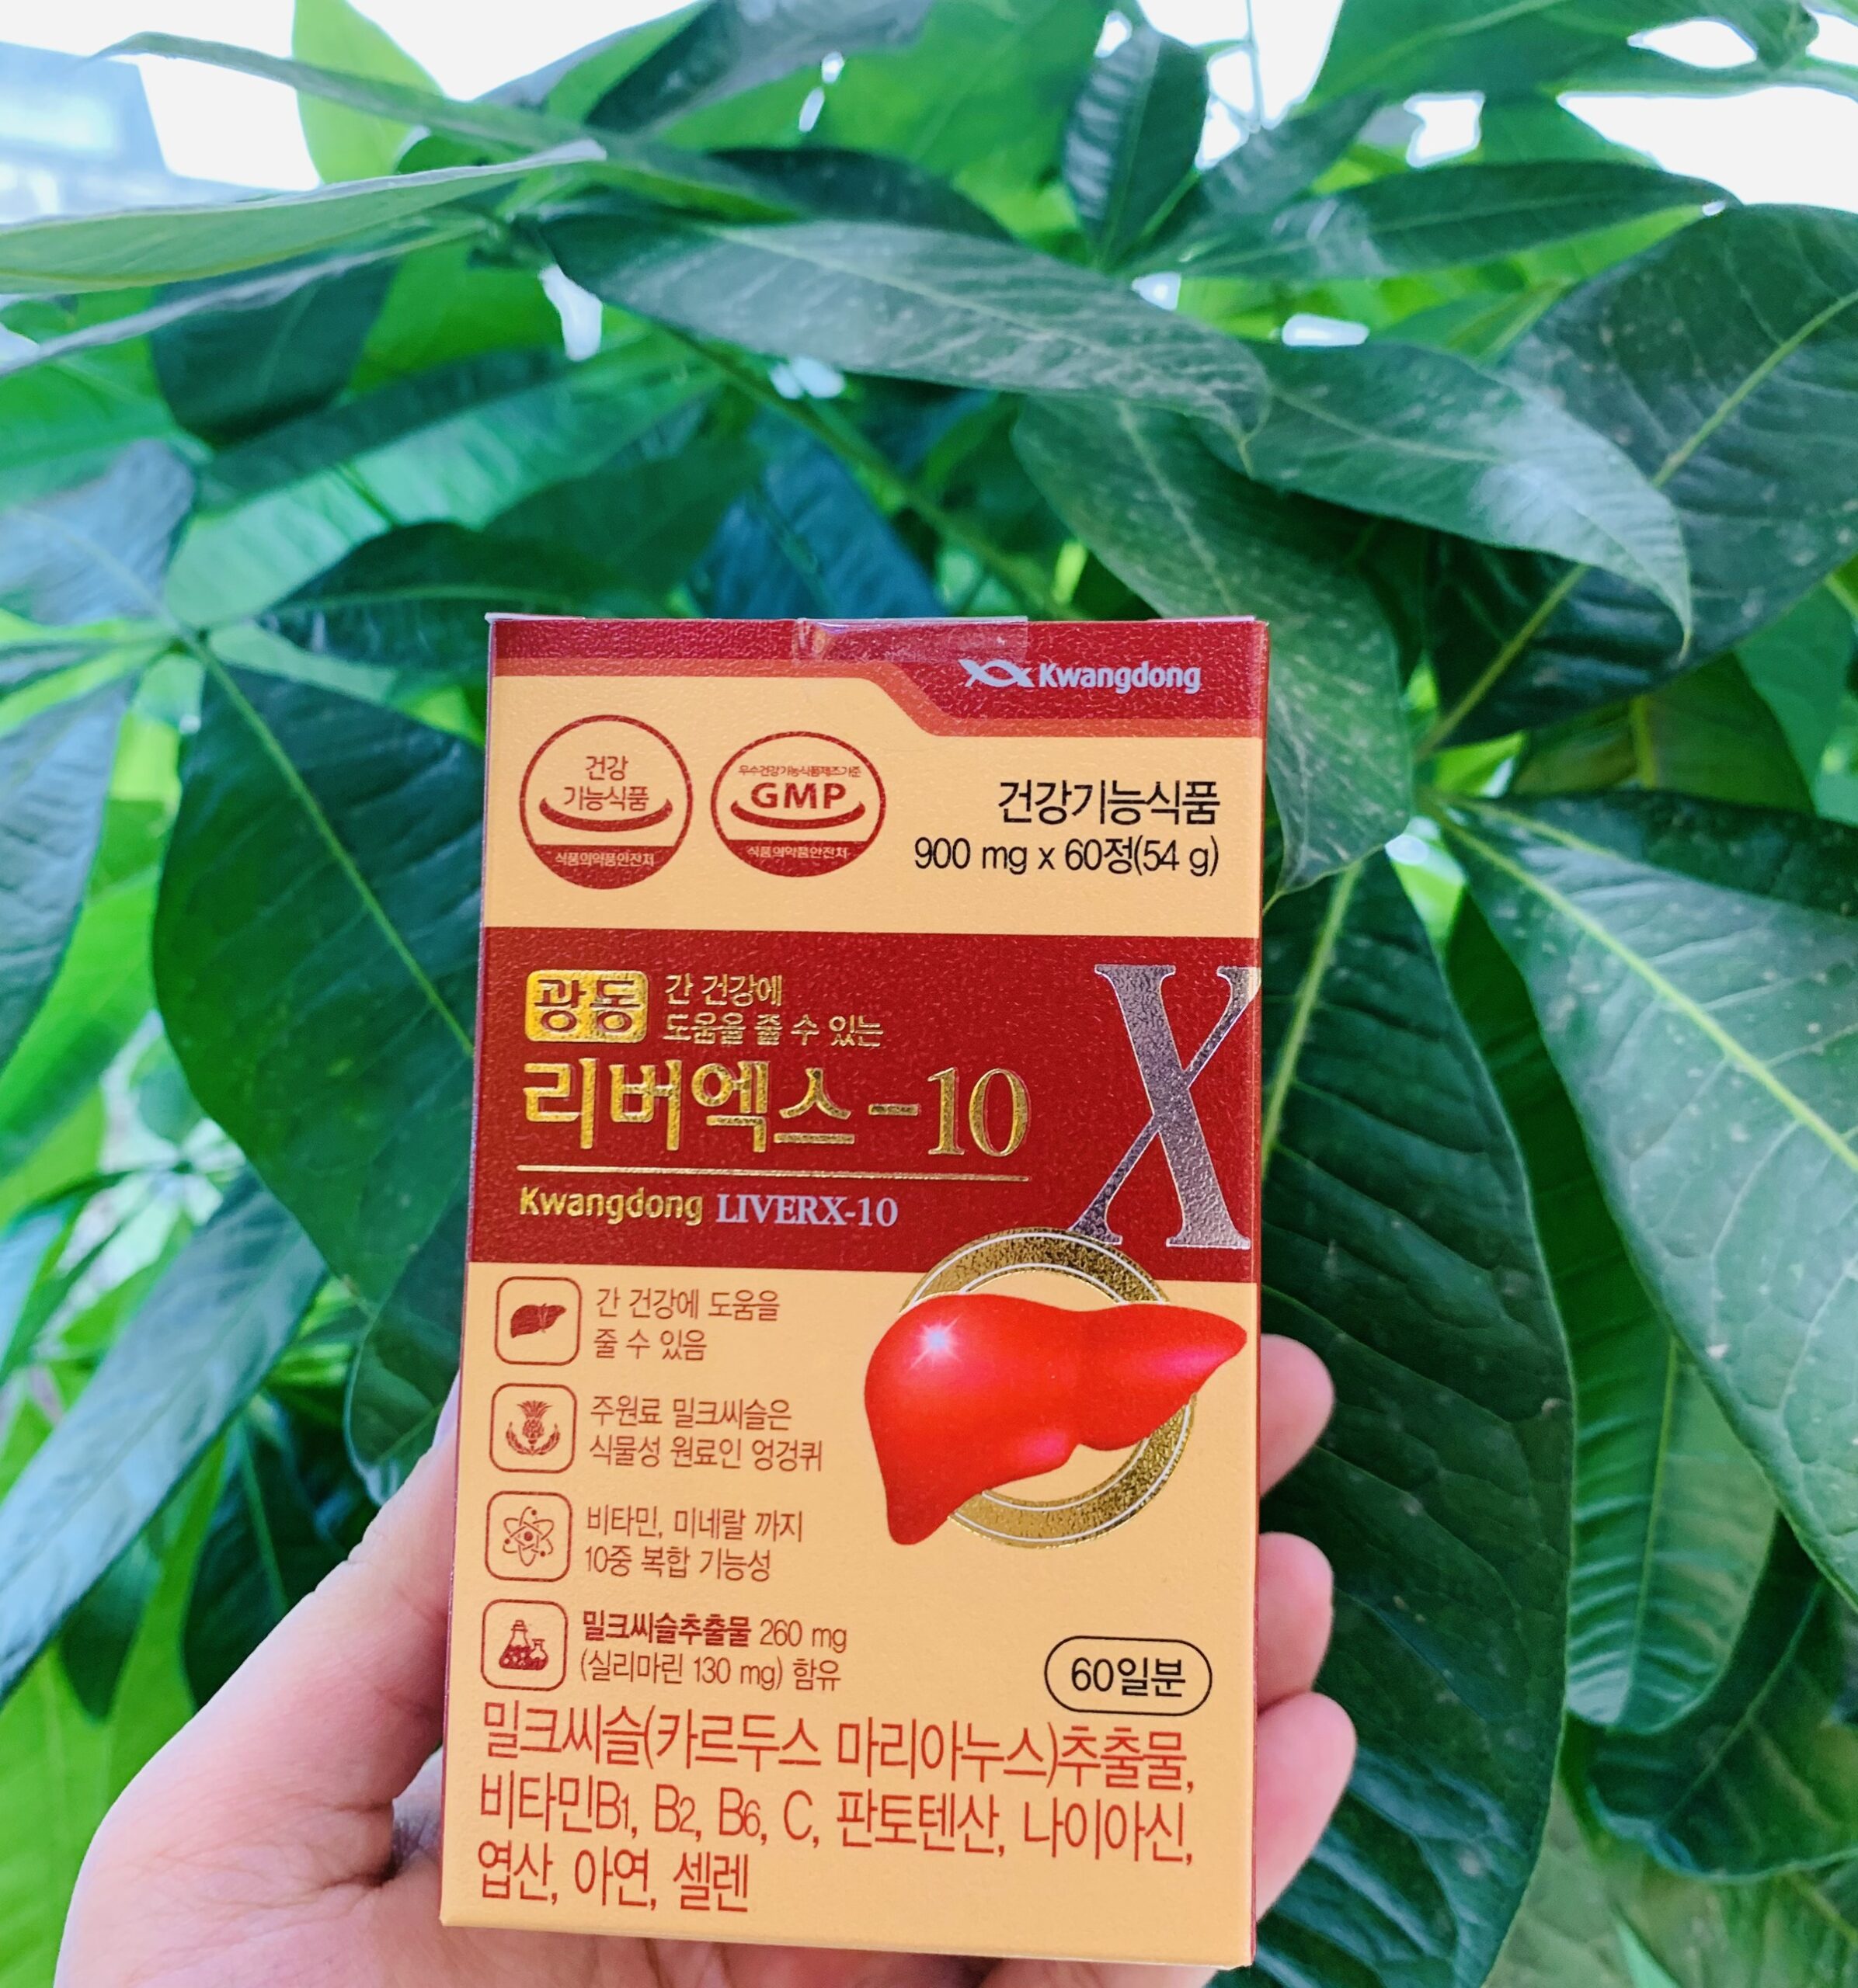 Kwangdong
건강
기능식품
식품의약품안전처
우수건강기능식품제조기준
GMP
식품의약품안전처
건강기능식품
900 mg x 60정(54 g)
광동
간 건강에
도움을 줄 수 있는
리버엑스-10
X
Kwangdong LIVERX-10
간 건강에 도움을
줄 수 있음
주원료 밀크씨슬은
식물성 원료인 엉겅퀴
비타민, 미네랄 까지
10중 복합 기능성
밀크씨슬추출물 260 mg
(실리마린 130 mg) 함유
60일분
밀크씨슬(카르두스 마리아누스)추출물,
비타민B1, B2, B6, C, 판토텐산, 나이아신,
엽산, 아연, 셀렌